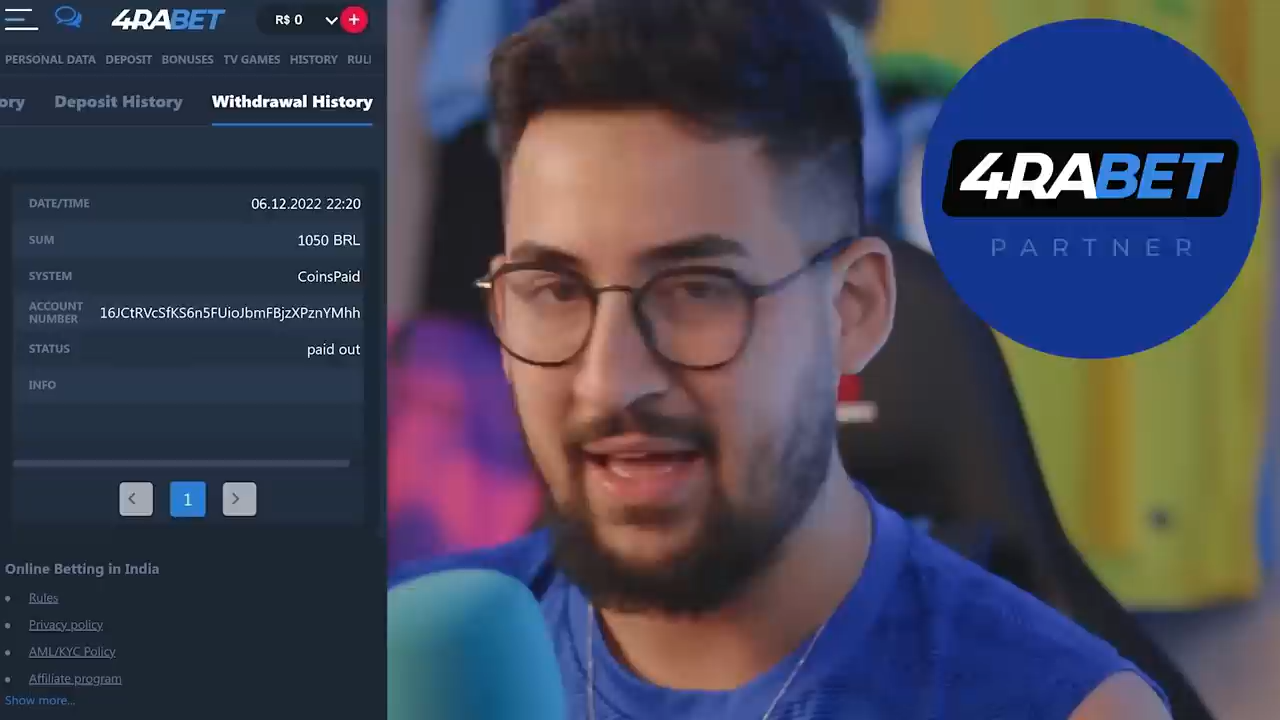 4RABET
R$ 0
PERSONAL DATA DEPOSIT BONUSES TV GAMES HISTORY RUL
ory Deposit History Withdrawal History
DATE/TIME 06.12.2022 22:20
SUM 1050 BRL
SYSTEM CoinsPaid
ACCOUNT NUMBER 16JCtRVcSfKS6n5FUioJbmFBjzXPznYMhh
STATUS paid out
INFO
1
Online Betting in India
Rules
Privacy policy
AML/KYC Policy
Affiliate program
Show more...
4RABET
PARTNER